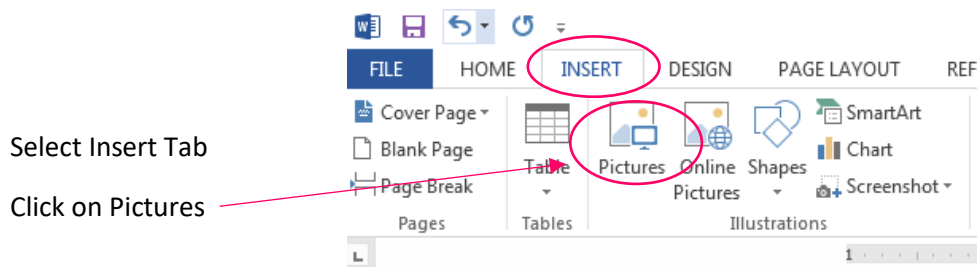 FILE HOME INSERT DESIGN PAGE LAYOUT REF
Cover Page SmartArt
Select Insert Tab
Blank Page Chart
Table Pictures Online Shapes
Page Break Pictures Screenshot
Click on Pictures
Pages Tables Illustrations
L 1